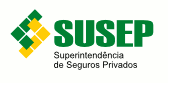 SUSEP
Superintendência
de Seguros Privados